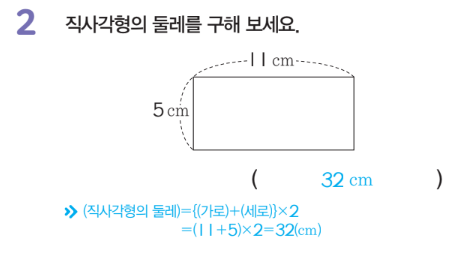 2 직사각형의 둘레를 구해 보세요.
11 cm
5 cm
( 32 cm )
(직사각형의 둘레)={(가로)+(세로)}×2
=(11+5)×2=32(cm)